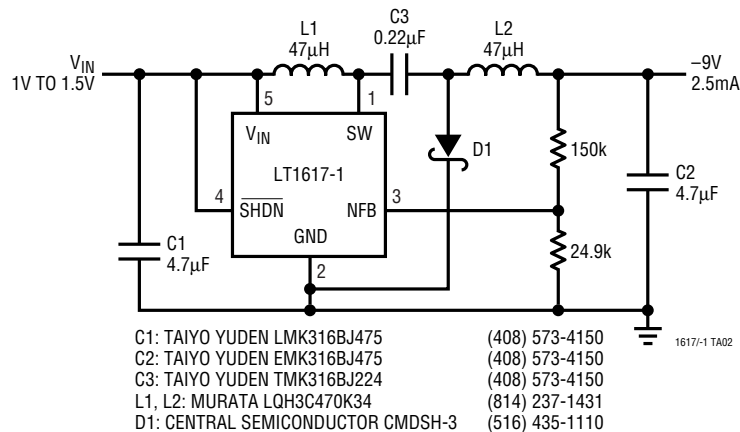 L1
47µH
C3
0.22µF
L2
47µH
VIN
1V TO 1.5V
–9V
2.5mA
5
1
VIN
SW
D1
150k
LT1617-1
C2
4.7µF
4
SHDN
NFB
3
GND
24.9k
C1
4.7µF
2
C1: TAIYO YUDEN LMK316BJ475 (408) 573-4150
C2: TAIYO YUDEN EMK316BJ475 (408) 573-4150
C3: TAIYO YUDEN TMK316BJ224 (408) 573-4150
L1, L2: MURATA LQH3C470K34 (814) 237-1431
D1: CENTRAL SEMICONDUCTOR CMDSH-3 (516) 435-1110
1617/-1 TA02